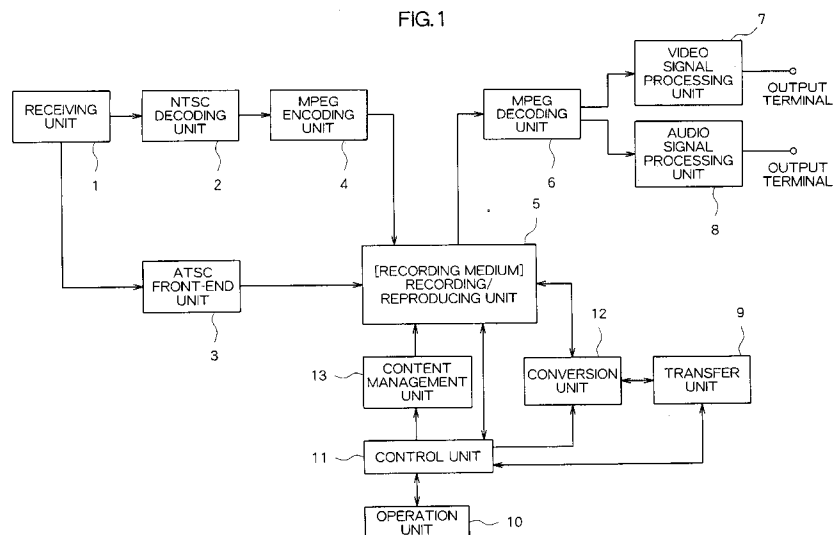 FIG.1
7
VIDEO
SIGNAL
PROCESSING
UNIT
OUTPUT
TERMINAL
RECEIVING
UNIT
1
NTSC
DECODING
UNIT
2
MPEG
ENCODING
UNIT
4
MPEG
DECODING
UNIT
6
AUDIO
SIGNAL
PROCESSING
UNIT
8
OUTPUT
TERMINAL
5
[RECORDING MEDIUM]
RECORDING/
REPRODUCING UNIT
ATSC
FRONT-END
UNIT
3
12
CONVERSION
UNIT
9
TRANSFER
UNIT
13
CONTENT
MANAGEMENT
UNIT
11
CONTROL UNIT
OPERATION
UNIT
10